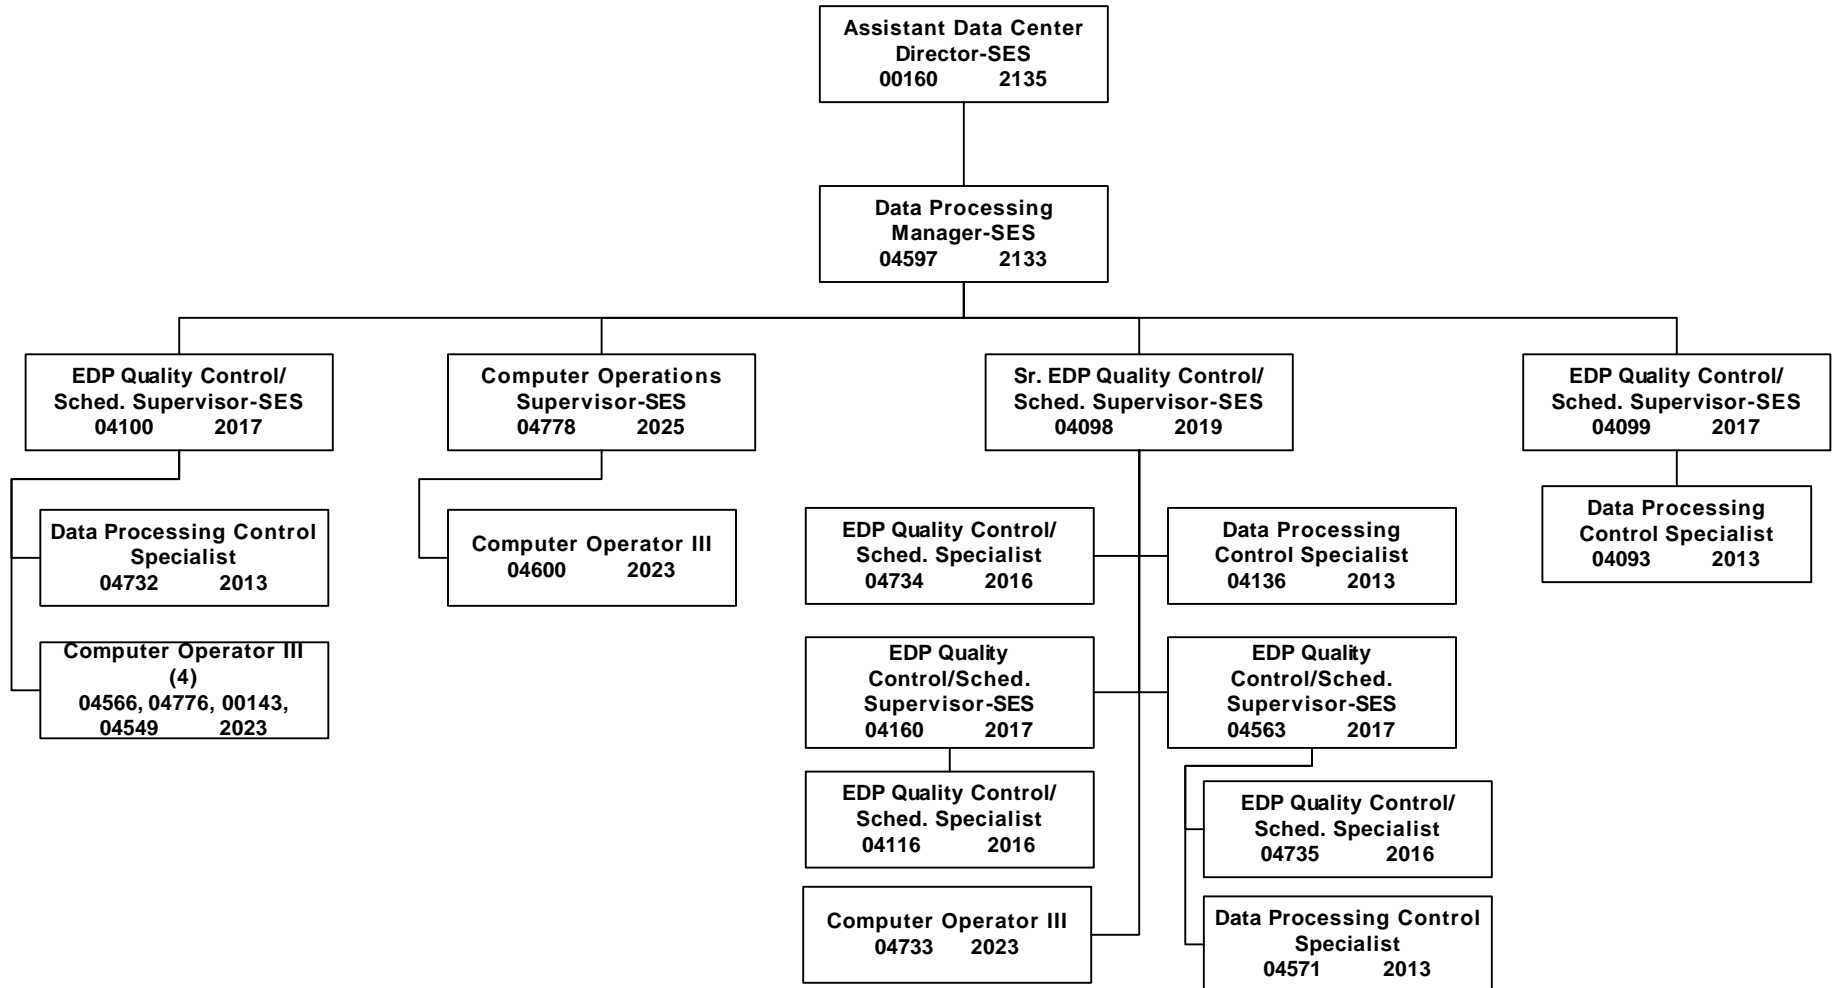 Assistant Data Center
Director-SES
00160 2135
Data Processing
Manager-SES
04597 2133
EDP Quality Control/
Sched. Supervisor-SES
04100 2017
Computer Operations
Supervisor-SES
04778 2025
Sr. EDP Quality Control/
Sched. Supervisor-SES
04098 2019
EDP Quality Control/
Sched. Supervisor-SES
04099 2017
Data Processing Control
Specialist
04732 2013
Computer Operator III
(4)
04566, 04776, 00143,
04549 2023
Computer Operator III
04600 2023
EDP Quality Control/
Sched. Specialist
04734 2016
Data Processing
Control Specialist
04136 2013
EDP Quality
Control/Sched.
Supervisor-SES
04160 2017
EDP Quality
Control/Sched.
Supervisor-SES
04563 2017
EDP Quality Control/
Sched. Specialist
04116 2016
EDP Quality Control/
Sched. Specialist
04735 2016
Computer Operator III
04733 2023
Data Processing Control
Specialist
04571 2013
Data Processing
Control Specialist
04093 2013